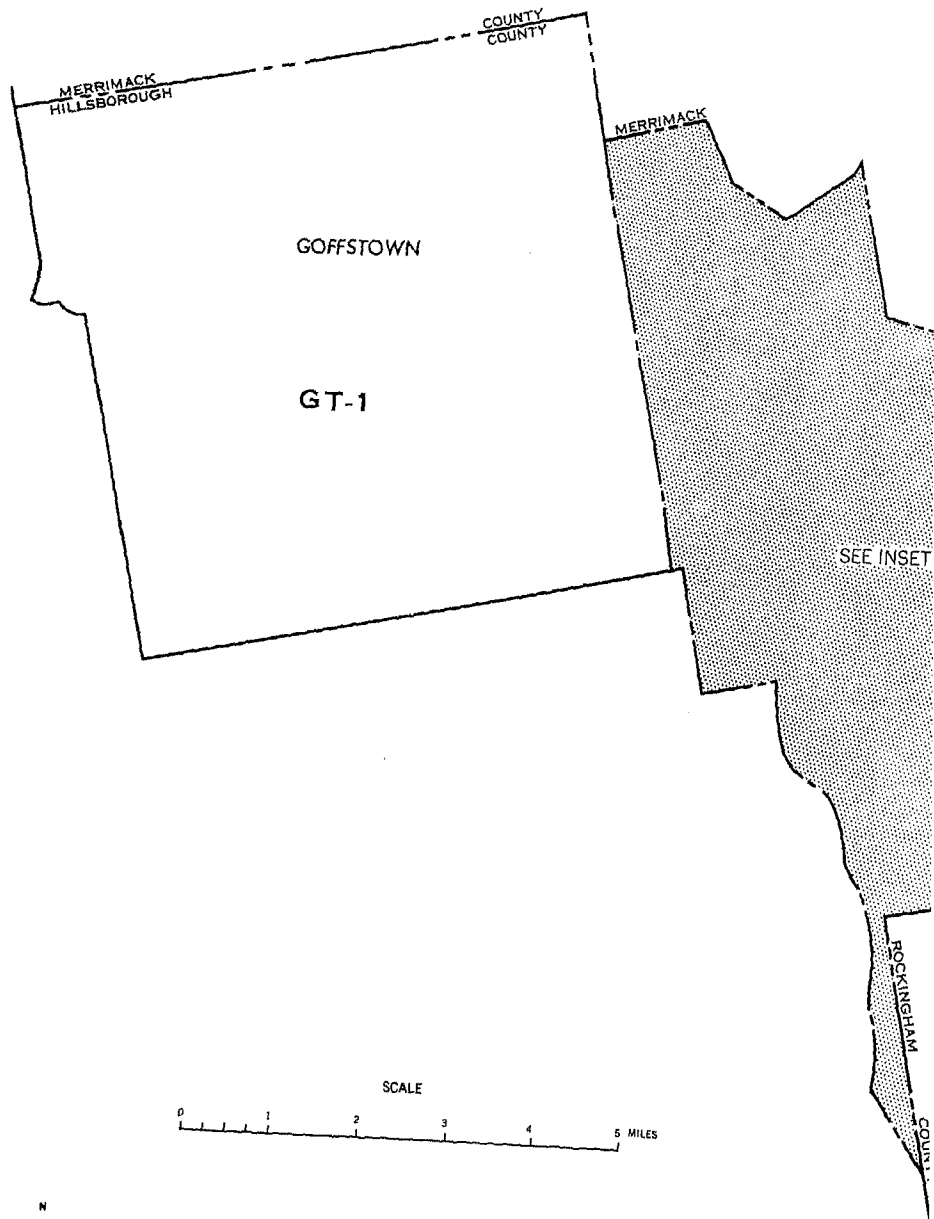 COUNTY
COUNTY
MERRIMACK
HILLSBOROUGH
MERRIMACK
GOFFSTOWN
GT-1
SEE INSET
ROCKINGHAM
SCALE
0 1 2 3 4 5 MILES
N